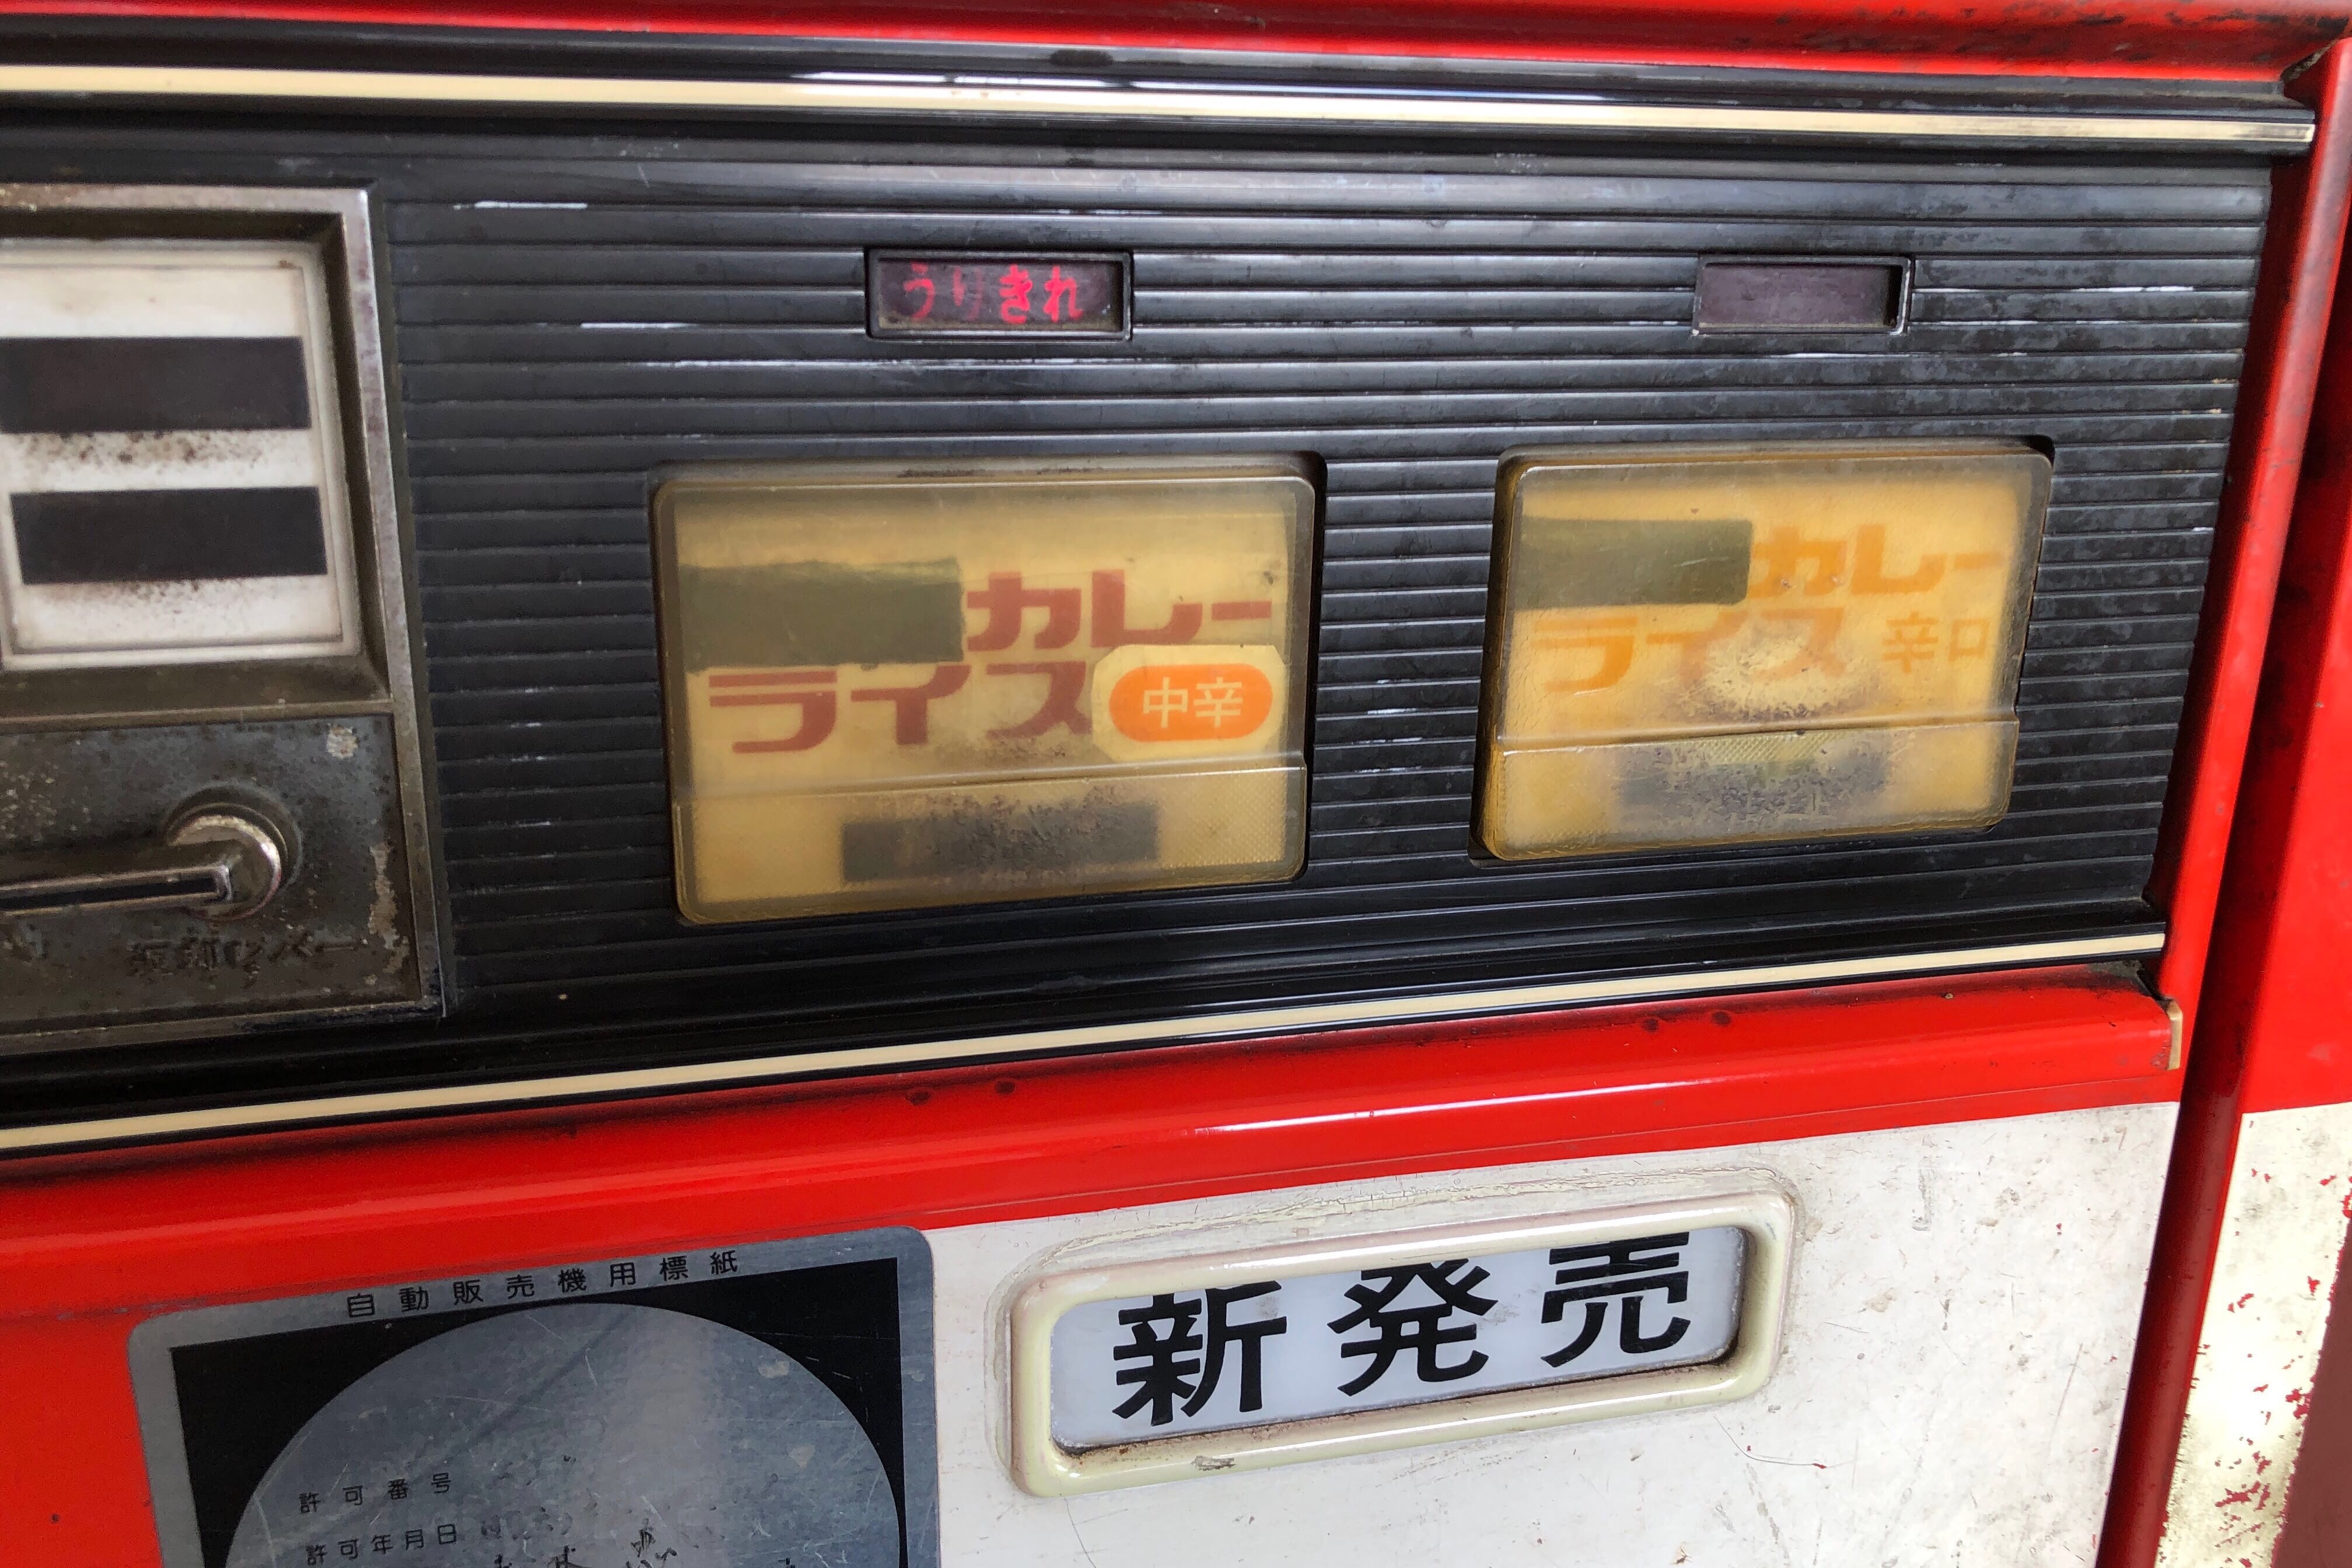 うりきれ
カレー
ライス 中辛
カレー
ライス 辛口
新発売
自動販売機用標紙
許可番号
許可年月日